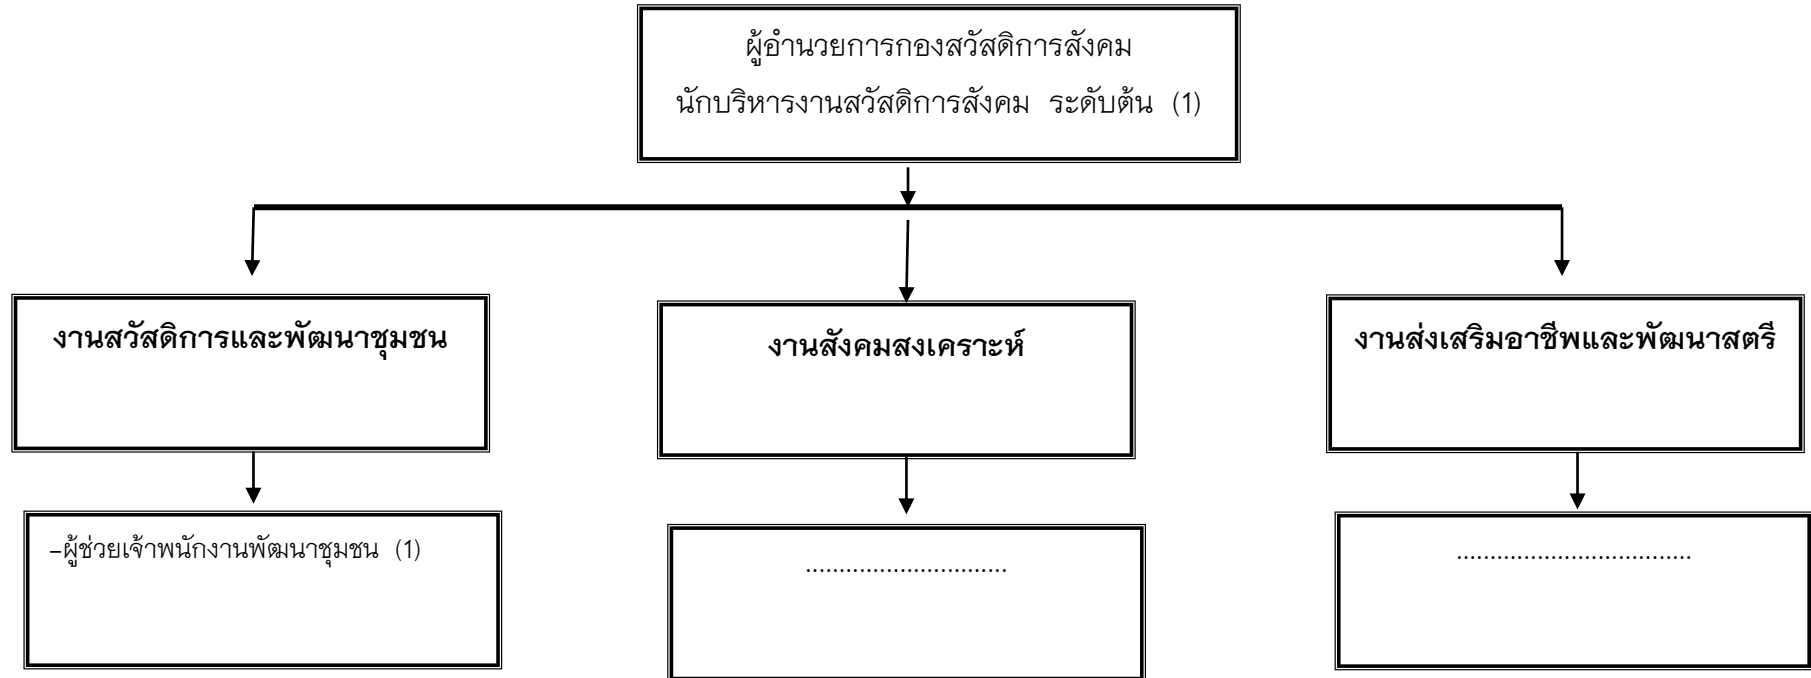 ผู้อำนวยการกองสวัสดิการสังคม
นักบริหารงานสวัสดิการสังคม ระดับต้น (1)
งานสวัสดิการและพัฒนาชุมชน
งานสังคมสงเคราะห์
งานส่งเสริมอาชีพและพัฒนาสตรี
-ผู้ช่วยเจ้าพนักงานพัฒนาชุมชน (1)
..............................
...................................